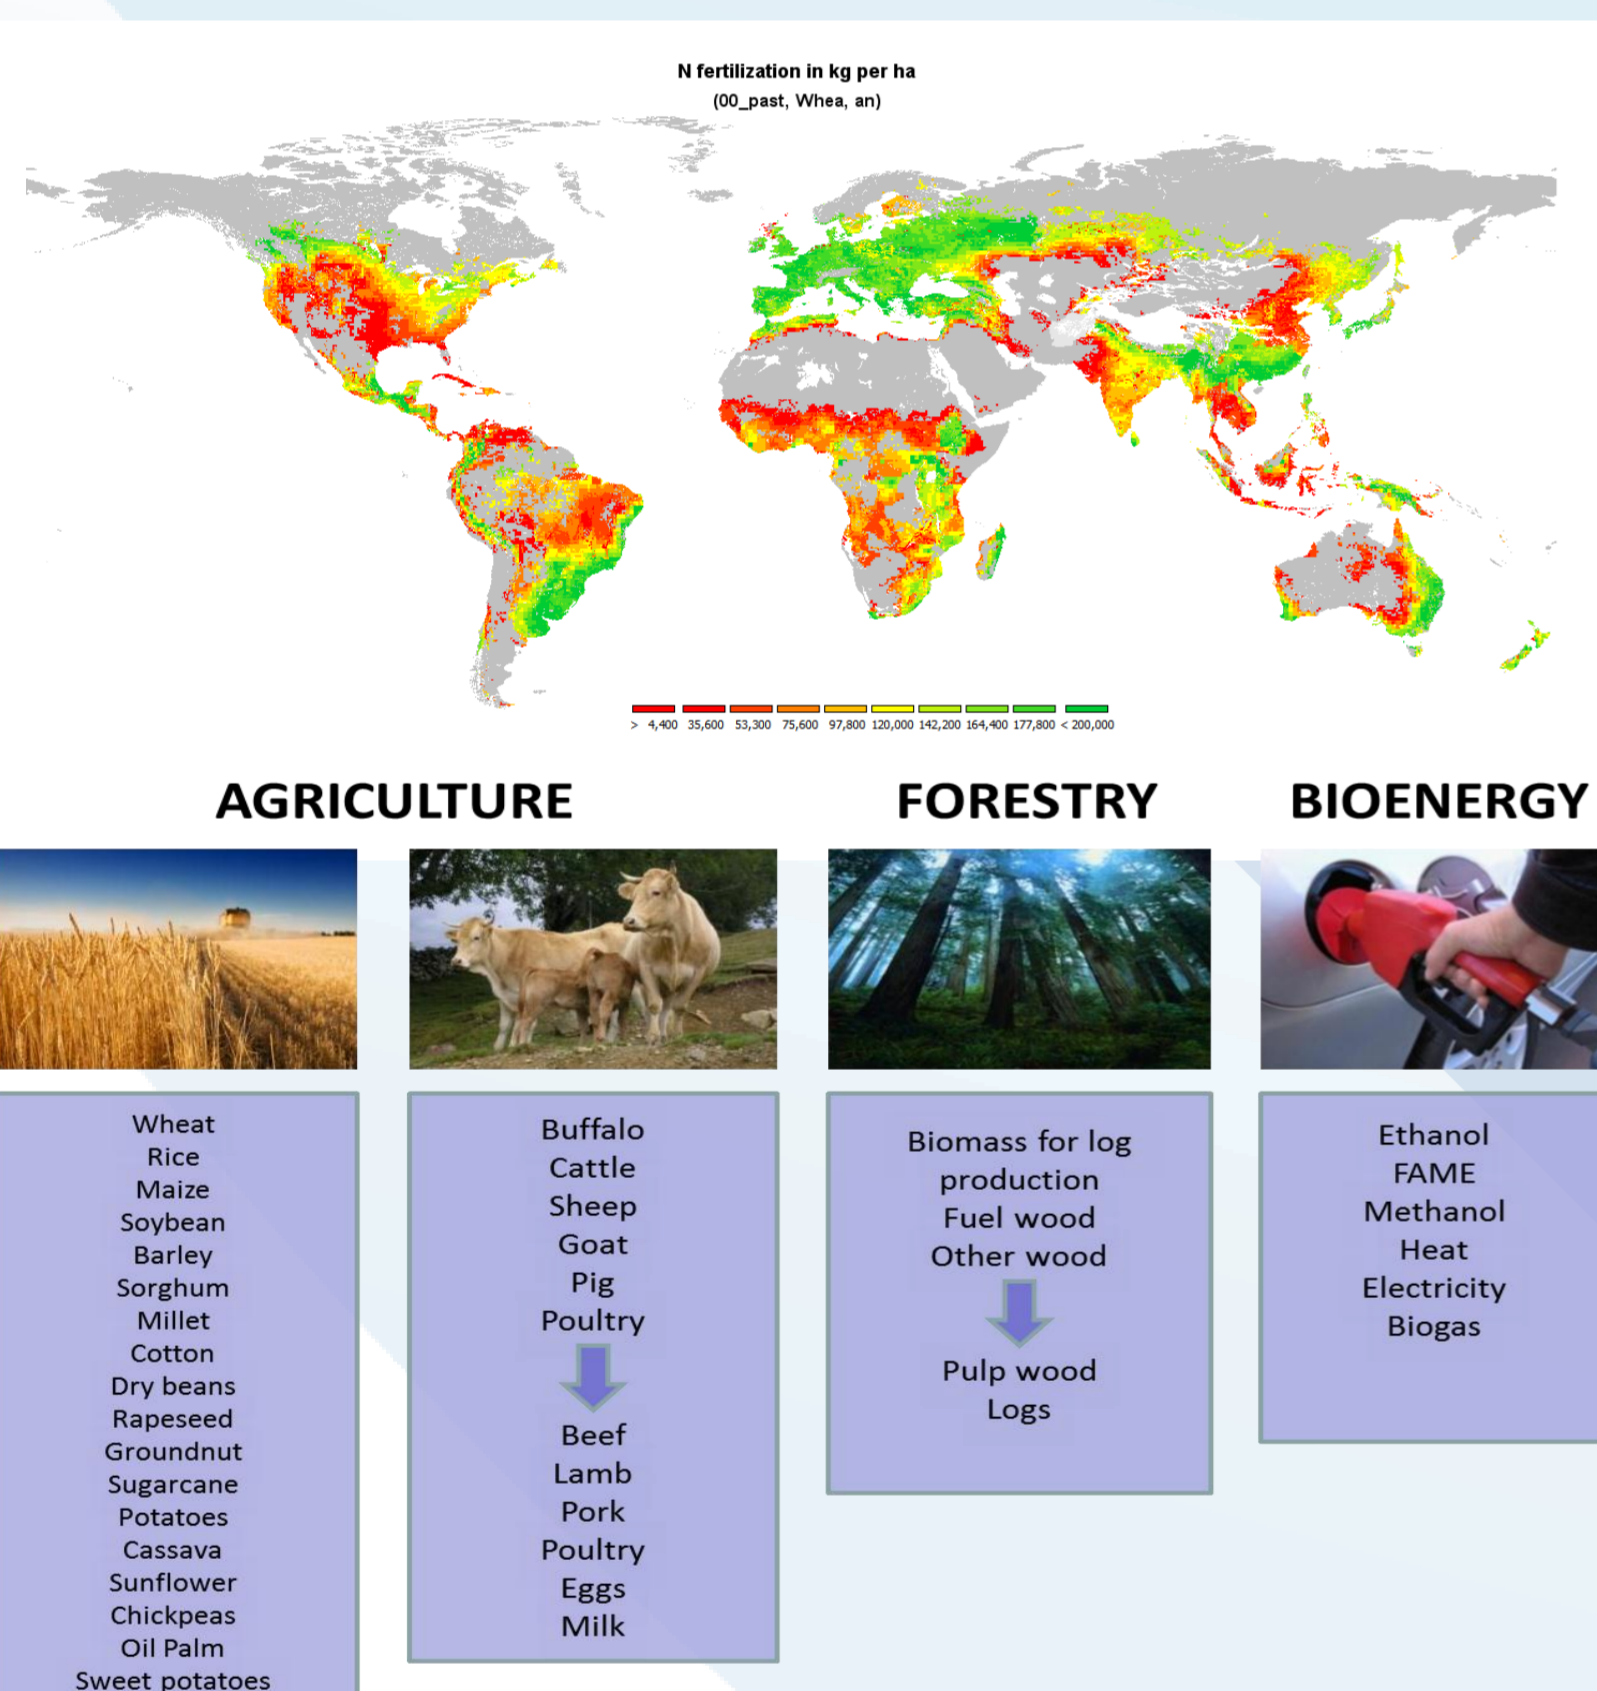 N fertilization in kg per ha
(00_past, Whea, an)
> 4,400 35,600 53,300 75,600 97,800 120,000 142,200 164,400 177,800 < 200,000
AGRICULTURE
FORESTRY
BIOENERGY
Wheat
Rice
Maize
Soybean
Barley
Sorghum
Millet
Cotton
Dry beans
Rapeseed
Groundnut
Sugarcane
Potatoes
Cassava
Sunflower
Chickpeas
Oil Palm
Sweet potatoes
Buffalo
Cattle
Sheep
Goat
Pig
Poultry
Beef
Lamb
Pork
Poultry
Eggs
Milk
Biomass for log
production
Fuel wood
Other wood
Pulp wood
Logs
Ethanol
FAME
Methanol
Heat
Electricity
Biogas